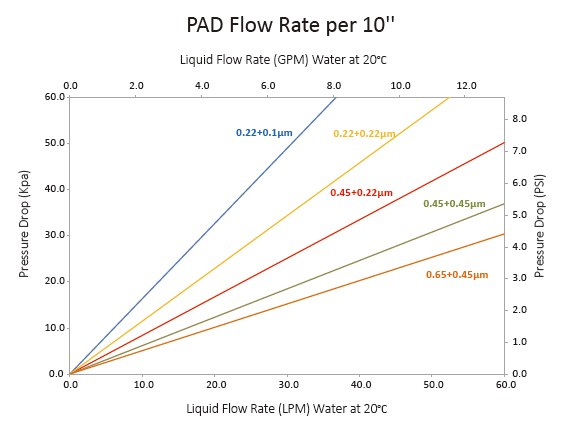 PAD Flow Rate per 10''
Liquid Flow Rate (GPM) Water at 20℃
0.0 2.0 4.0 6.0 8.0 10.0 12.0
60.0
50.0
40.0
30.0
20.0
10.0
0.0
Pressure Drop (Kpa)
0.22+0.1μm
0.22+0.22μm
0.45+0.22μm
0.45+0.45μm
0.65+0.45μm
8.0
7.0
6.0
5.0
4.0
3.0
2.0
1.0
0.0
Pressure Drop (PSI)
0.0 10.0 20.0 30.0 40.0 50.0 60.0
Liquid Flow Rate (LPM) Water at 20℃